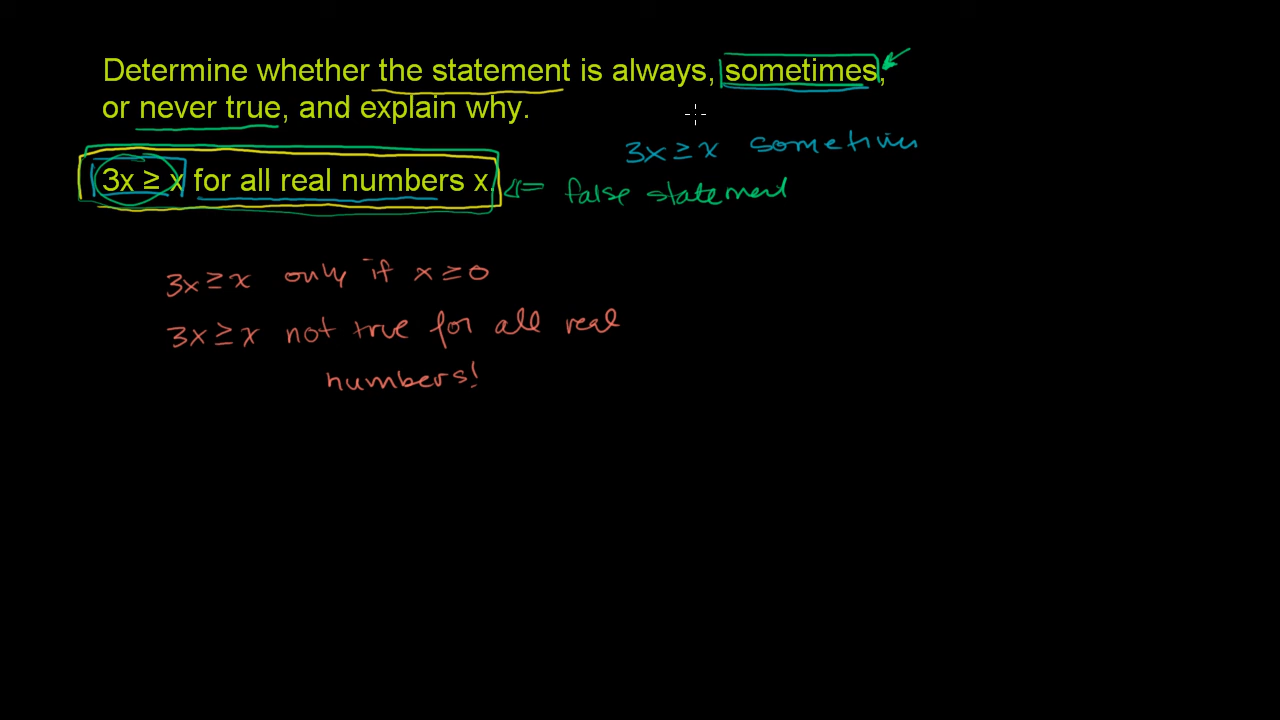 Determine whether the statement is always, sometimes,
or never true, and explain why.
3x ≥ x sometimes
3x ≥ x for all real numbers x. <= false statement
3x ≥ x only if x ≥ 0
3x ≥ x not true for all real
numbers!